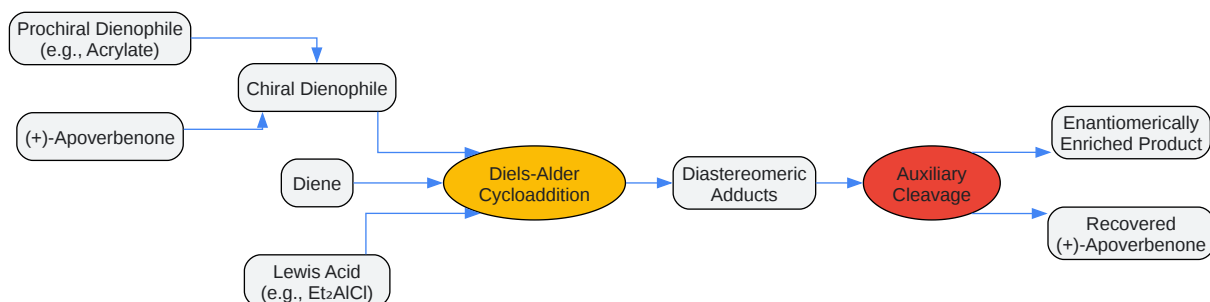 Prochiral Dienophile
(e.g., Acrylate)
Chiral Dienophile
(+)-Apoverbenone
Diene
Lewis Acid
(e.g., Et₂AlCl)
Diels-Alder
Cycloaddition
Diastereomeric
Adducts
Auxiliary
Cleavage
Enantiomerically
Enriched Product
Recovered
(+)-Apoverbenone